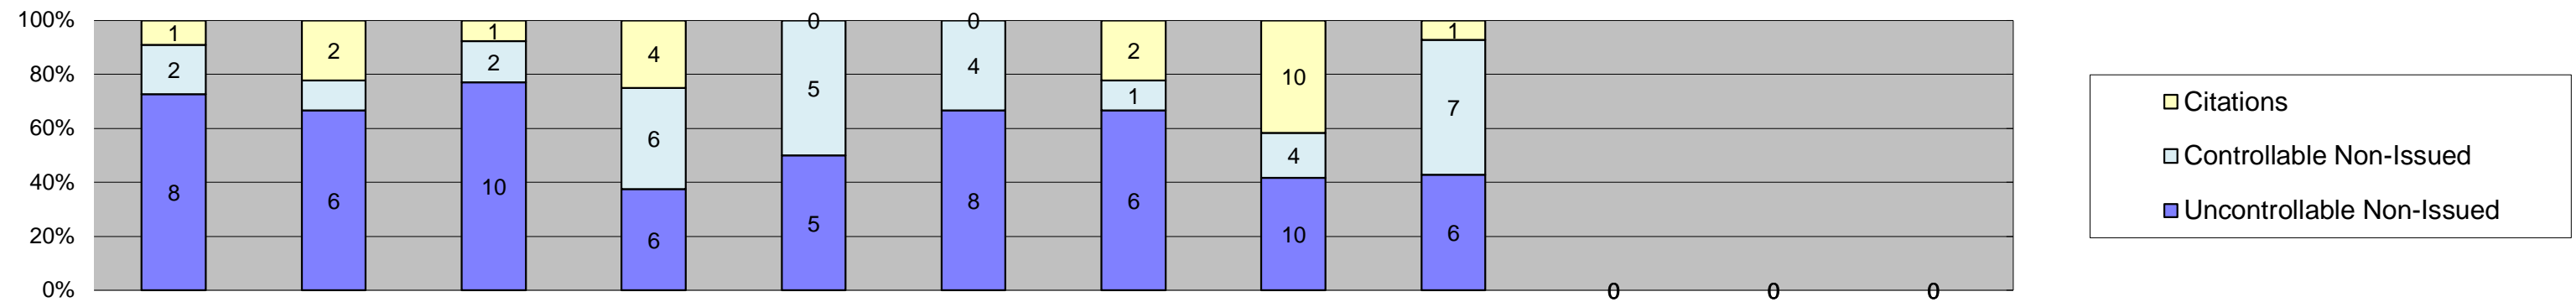 100%
80%
60%
40%
20%
0%
1 2 1 4 0 0 2 10 1
2 2 6 5 4 1 4 7
8 6 10 6 5 8 6 10 6
0 0 0
Citations
Controllable Non-Issued
Uncontrollable Non-Issued